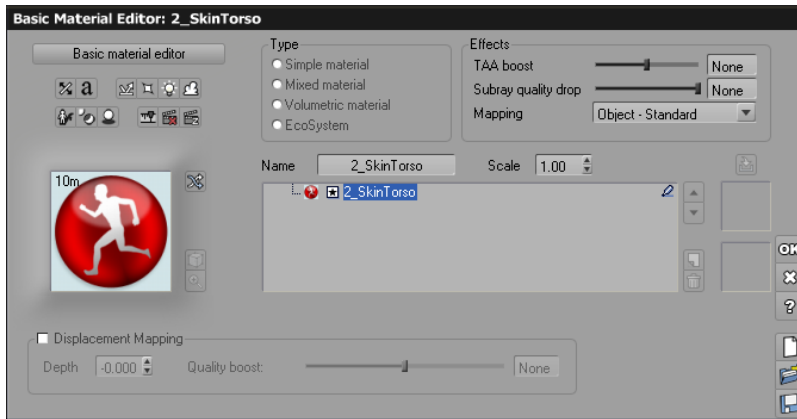 Basic Material Editor: 2_SkinTorso
Basic material editor
a
Type
Simple material
Mixed material
Volumetric material
EcoSystem
Effects
TAA boost None
Subray quality drop None
Mapping Object - Standard
Name 2_SkinTorso Scale 1.00
10m
2_SkinTorso
OK
?
Displacement Mapping
Depth -0.000 Quality boost: None